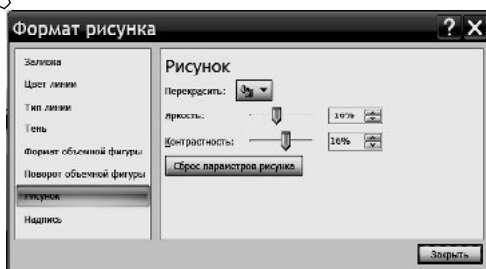 Формат рисунка ? X
Заливка
Цвет линии
Тип линии
Тень
Формат объемной фигуры
Поворот объемной фигуры
Рисунок
Надпись
Рисунок
Перекрасить:
Яркость: 16%
Контрастность: 16%
Сброс параметров рисунка
Закрыть